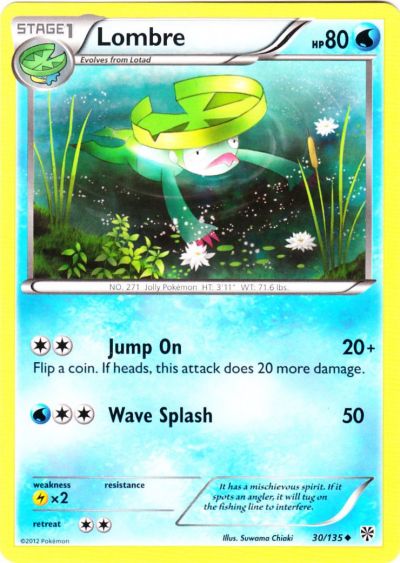 STAGE1
Lombre
HP80
Evolves from Lotad
NO. 271 Jolly Pokémon HT: 3'11" WT: 71.6 lbs.
Jump On 20+
Flip a coin. If heads, this attack does 20 more damage.
Wave Splash 50
weakness resistance
×2
retreat
It has a mischievous spirit. If it
spots an angler, it will tug on
the fishing line to interfere.
©2012 Pokémon
Illus. Suwama Chiaki
30/135